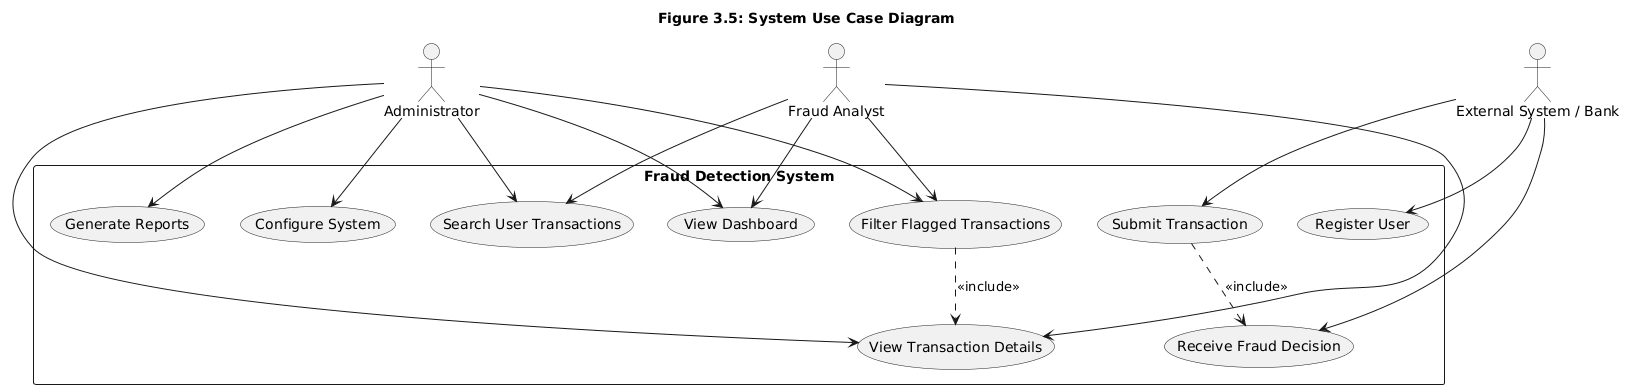 Figure 3.5: System Use Case Diagram
Administrator
Fraud Analyst
External System / Bank
Fraud Detection System
Generate Reports
Configure System
Search User Transactions
View Dashboard
Filter Flagged Transactions
Submit Transaction
Register User
«include»
«include»
View Transaction Details
Receive Fraud Decision